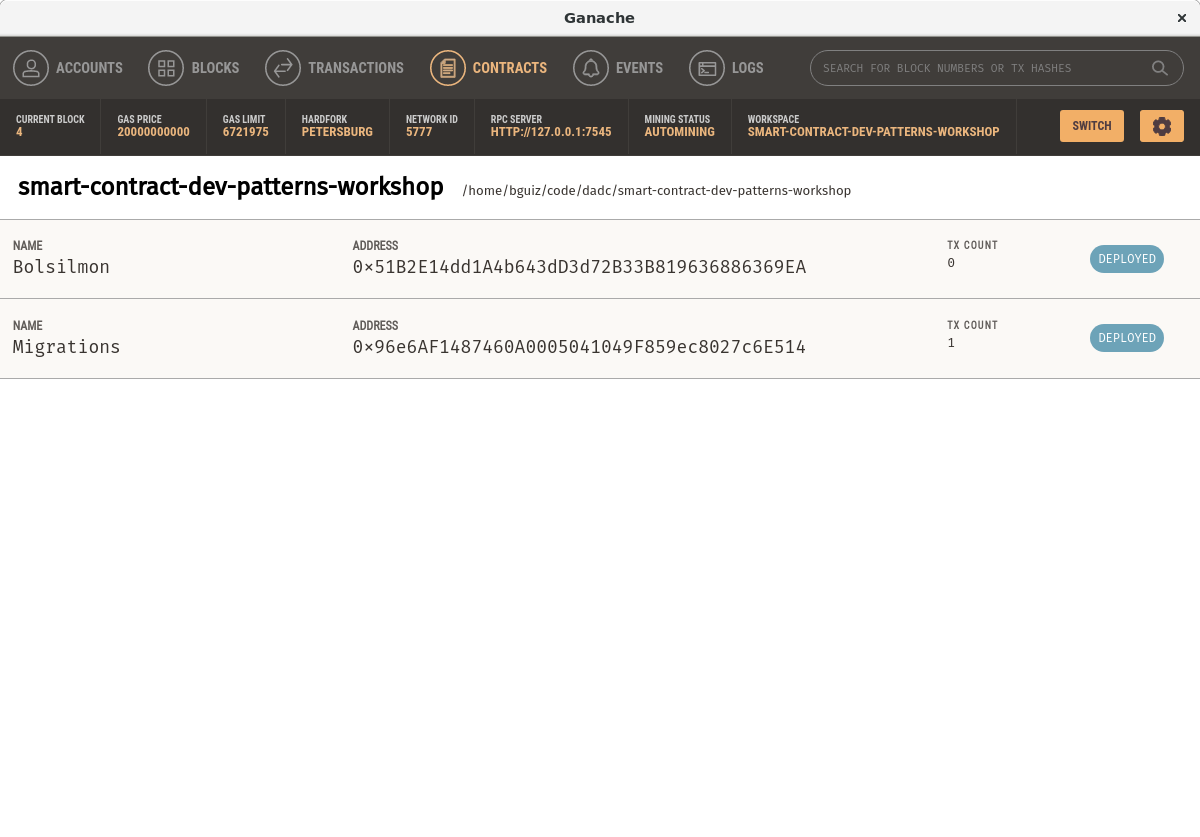 Ganache
ACCOUNTS BLOCKS TRANSACTIONS CONTRACTS EVENTS LOGS SEARCH FOR BLOCK NUMBERS OR TX HASHES
CURRENT BLOCK GAS PRICE GAS LIMIT HARDFORK NETWORK ID RPC SERVER MINING STATUS WORKSPACE
4 20000000000 6721975 PETERSBURG 5777 HTTP://127.0.0.1:7545 AUTOMINING SMART-CONTRACT-DEV-PATTERNS-WORKSHOP SWITCH
smart-contract-dev-patterns-workshop /home/bguiz/code/dadc/smart-contract-dev-patterns-workshop
NAME ADDRESS TX COUNT
Bolsilmon 0×51B2E14dd1A4b643dD3d72B33B819636886369EA 0 DEPLOYED
NAME ADDRESS TX COUNT
Migrations 0×96e6AF1487460A0005041049F859ec8027c6E514 1 DEPLOYED